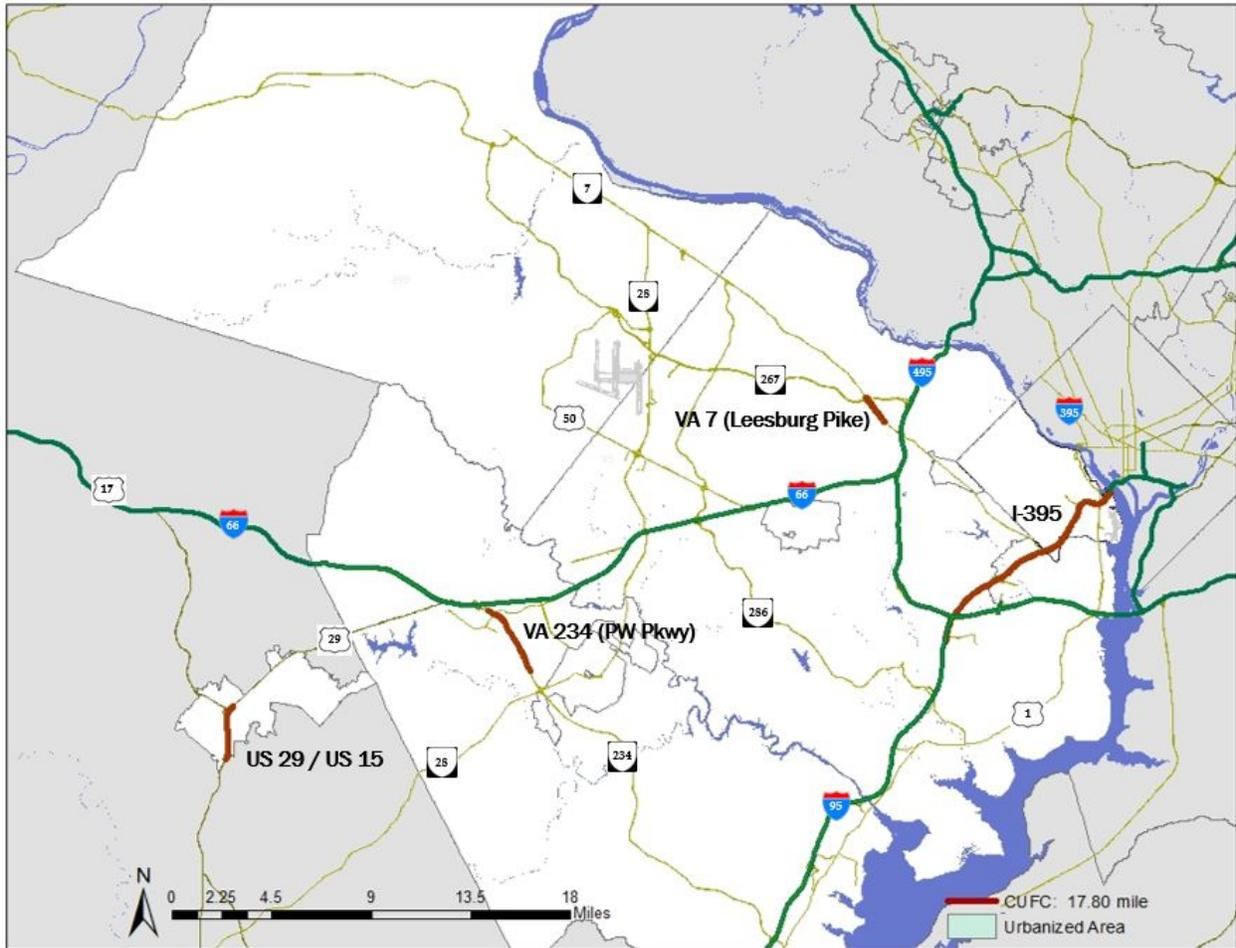 7
28
495
267
VA 7 (Leesburg Pike)
50
395
17
66
66
I-395
286
VA 234 (PW Pkwy)
29
1
US 29 / US 15
28
234
95
N
0 2.25 4.5 9 13.5 18
Miles
CUFC: 17.80 mile
Urbanized Area